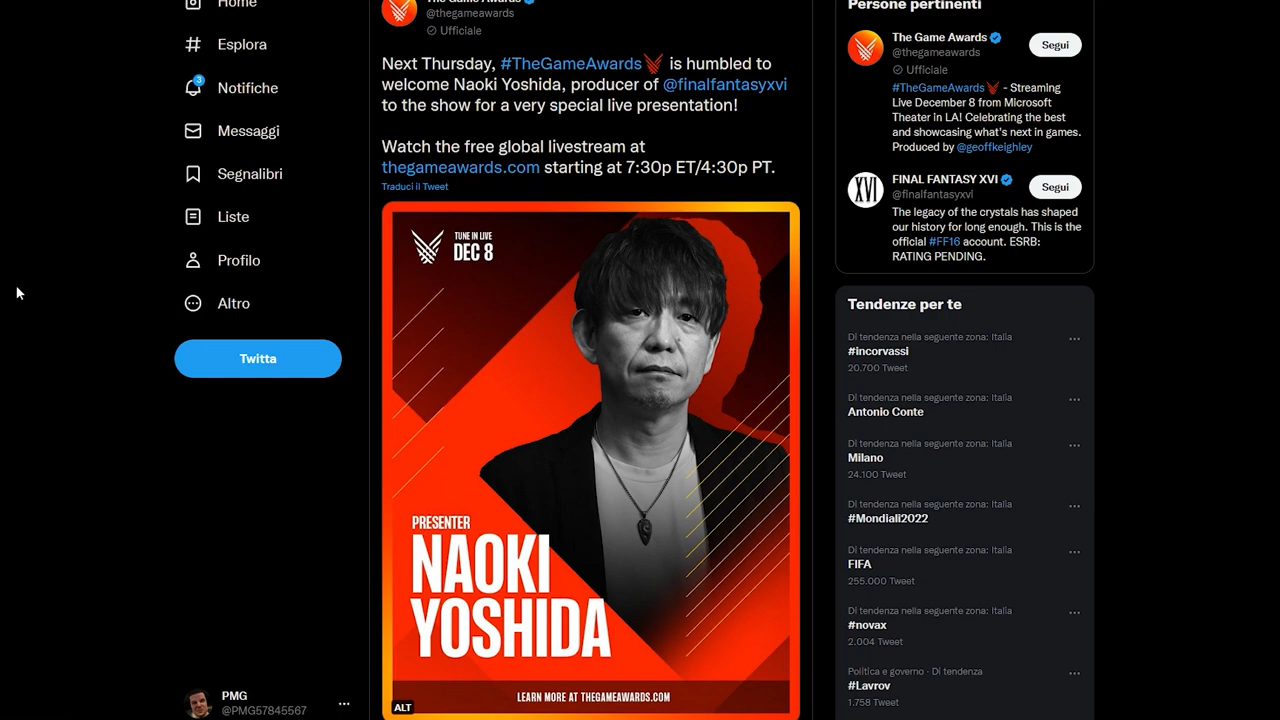 Home
Esplora
3
Notifiche
Messaggi
Segnalibri
Liste
Profilo
Altro
Twitta
PMG
@PMG57845567
The Game Awards
@thegameawards
Ufficiale
Next Thursday, #TheGameAwards is humbled to
welcome Naoki Yoshida, producer of @finalfantasyxvi
to the show for a very special live presentation!
Watch the free global livestream at
thegameawards.com starting at 7:30p ET/4:30p PT.
Traduci il Tweet
TUNE IN LIVE
DEC 8
PRESENTER
NAOKI
YOSHIDA
LEARN MORE AT THEGAMEAWARDS.COM
ALT
Persone pertinenti
The Game Awards
Segui
@thegameawards
Ufficiale
#TheGameAwards - Streaming
Live December 8 from Microsoft
Theater in LA! Celebrating the best
and showcasing what's next in games.
Produced by @geoffkeighley
XVI
FINAL FANTASY XVI
Segui
@finalfantasyxvi
The legacy of the crystals has shaped
our history for long enough. This is the
official #FF16 account. ESRB:
RATING PENDING.
Tendenze per te
Di tendenza nella seguente zona: Italia
#incorvassi
20.700 Tweet
Di tendenza nella seguente zona: Italia
Antonio Conte
Di tendenza nella seguente zona: Italia
Milano
24.100 Tweet
Di tendenza nella seguente zona: Italia
#Mondiali2022
Di tendenza nella seguente zona: Italia
FIFA
255.000 Tweet
Di tendenza nella seguente zona: Italia
#novax
2.004 Tweet
Politica e governo · Di tendenza
#Lavrov
1.758 Tweet